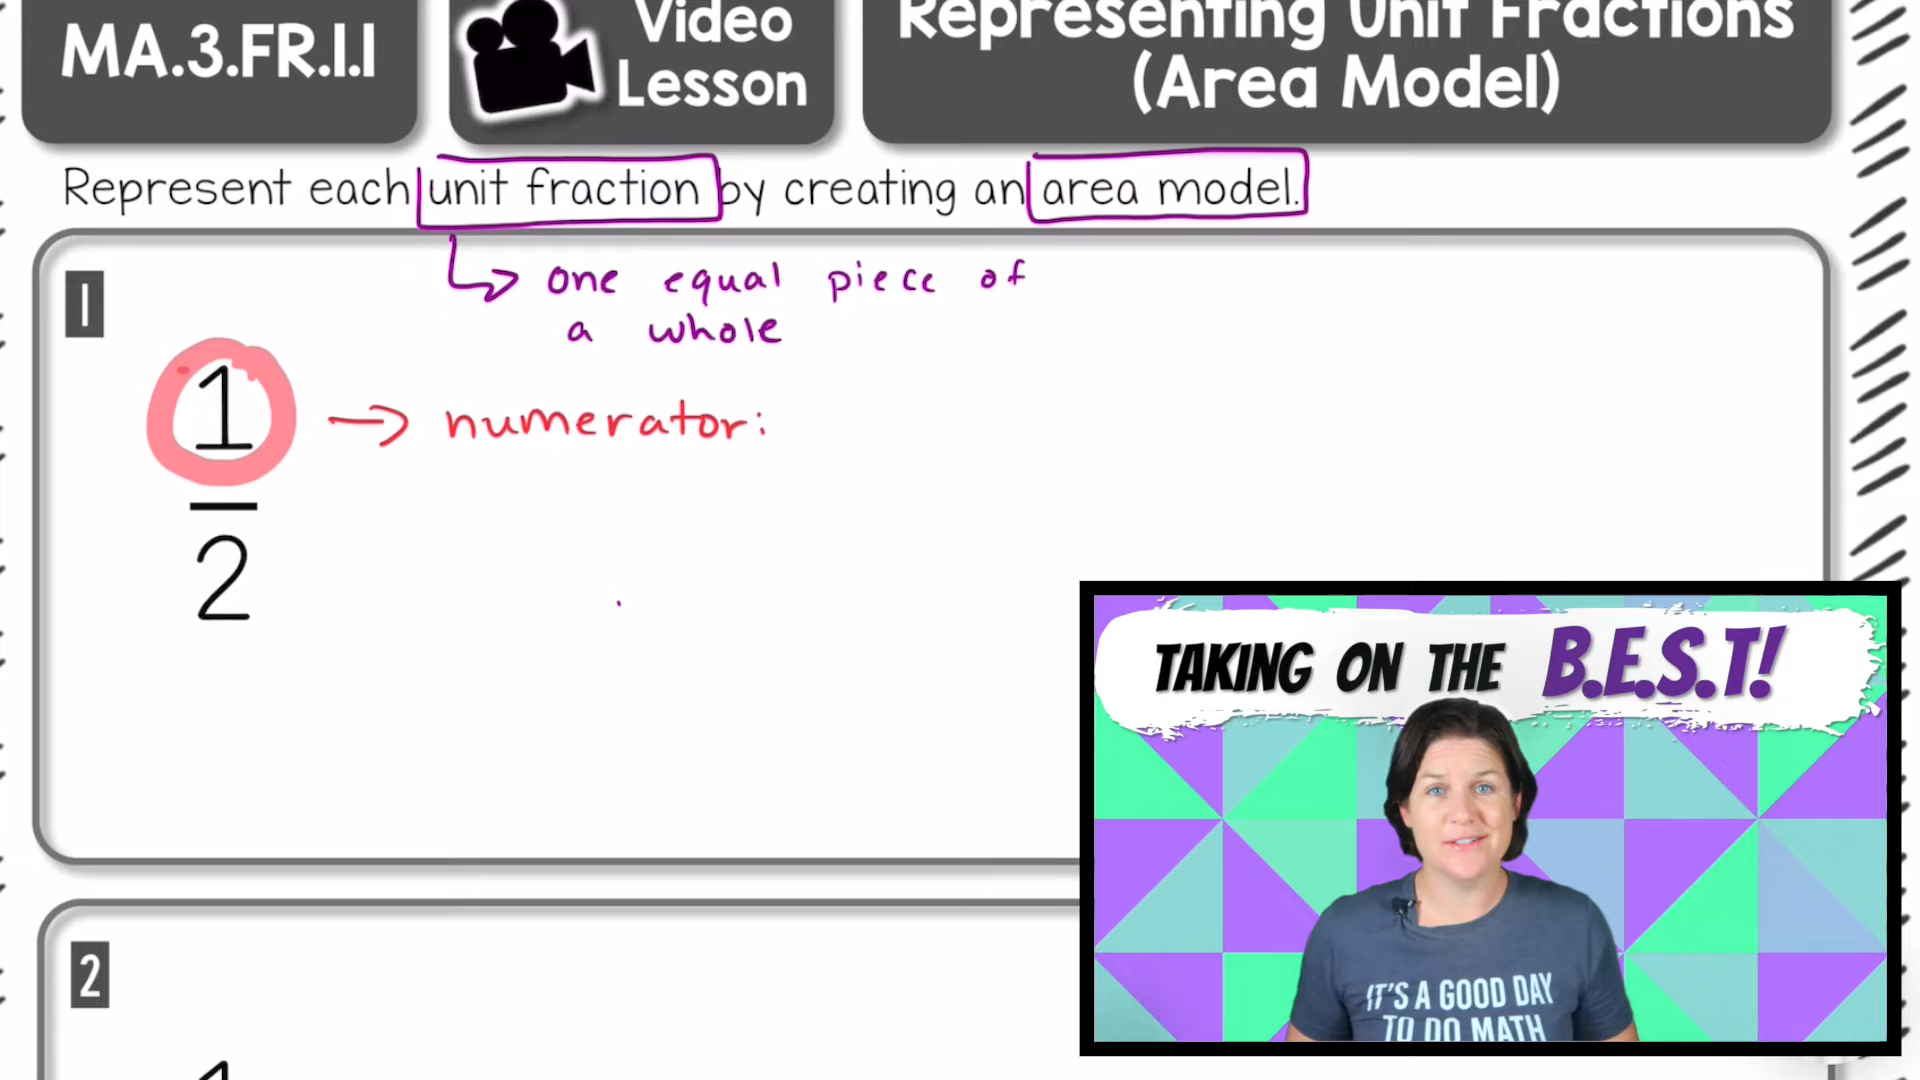 MA.3.FR.1.1
Video
Lesson
Representing Unit Fractions
(Area Model)
Represent each unit fraction by creating an area model.
1
one equal piece of
a whole
1
→ numerator:
2
TAKING ON THE B.E.S.T!
IT'S A GOOD DAY
TO DO MATH
2
1